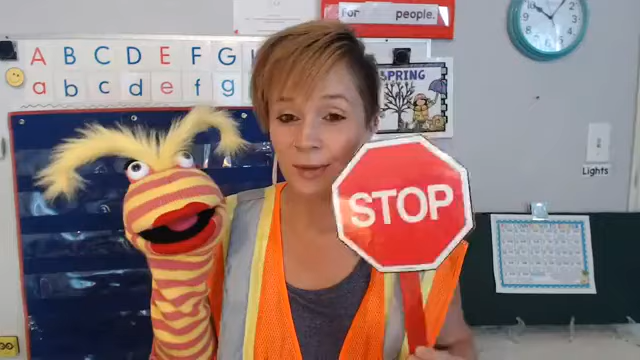 for people.
A B C D E F G
a b c d e f g
SPRING
STOP
Lights